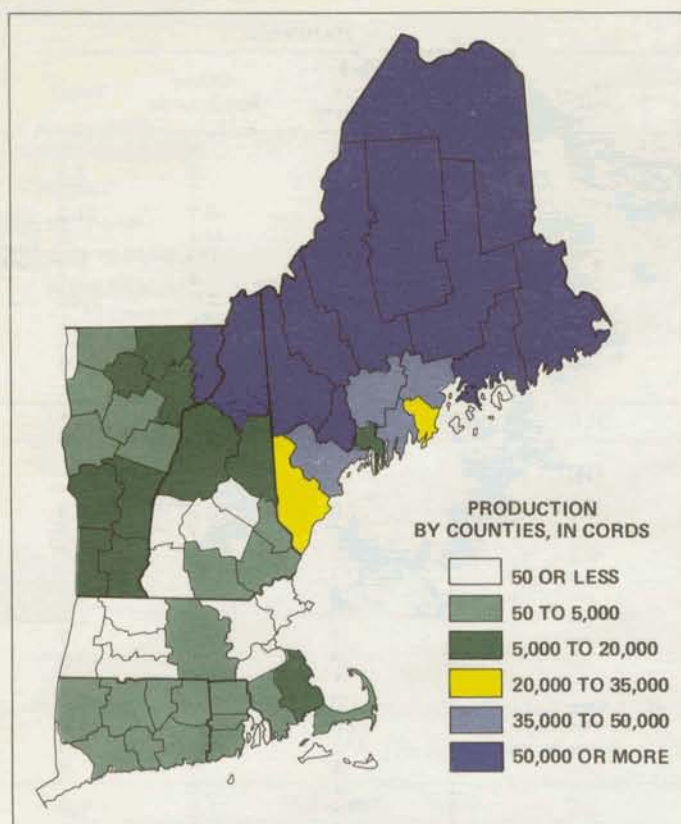 PRODUCTION
BY COUNTIES, IN CORDS
50 OR LESS
50 TO 5,000
5,000 TO 20,000
20,000 TO 35,000
35,000 TO 50,000
50,000 OR MORE